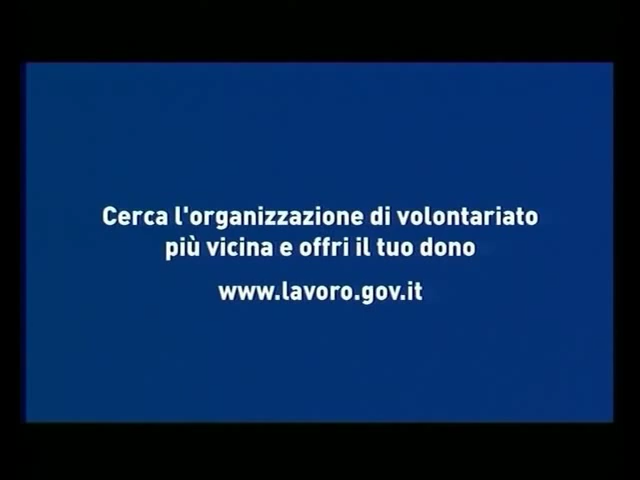 Cerca l'organizzazione di volontariato
più vicina e offri il tuo dono
www.lavoro.gov.it